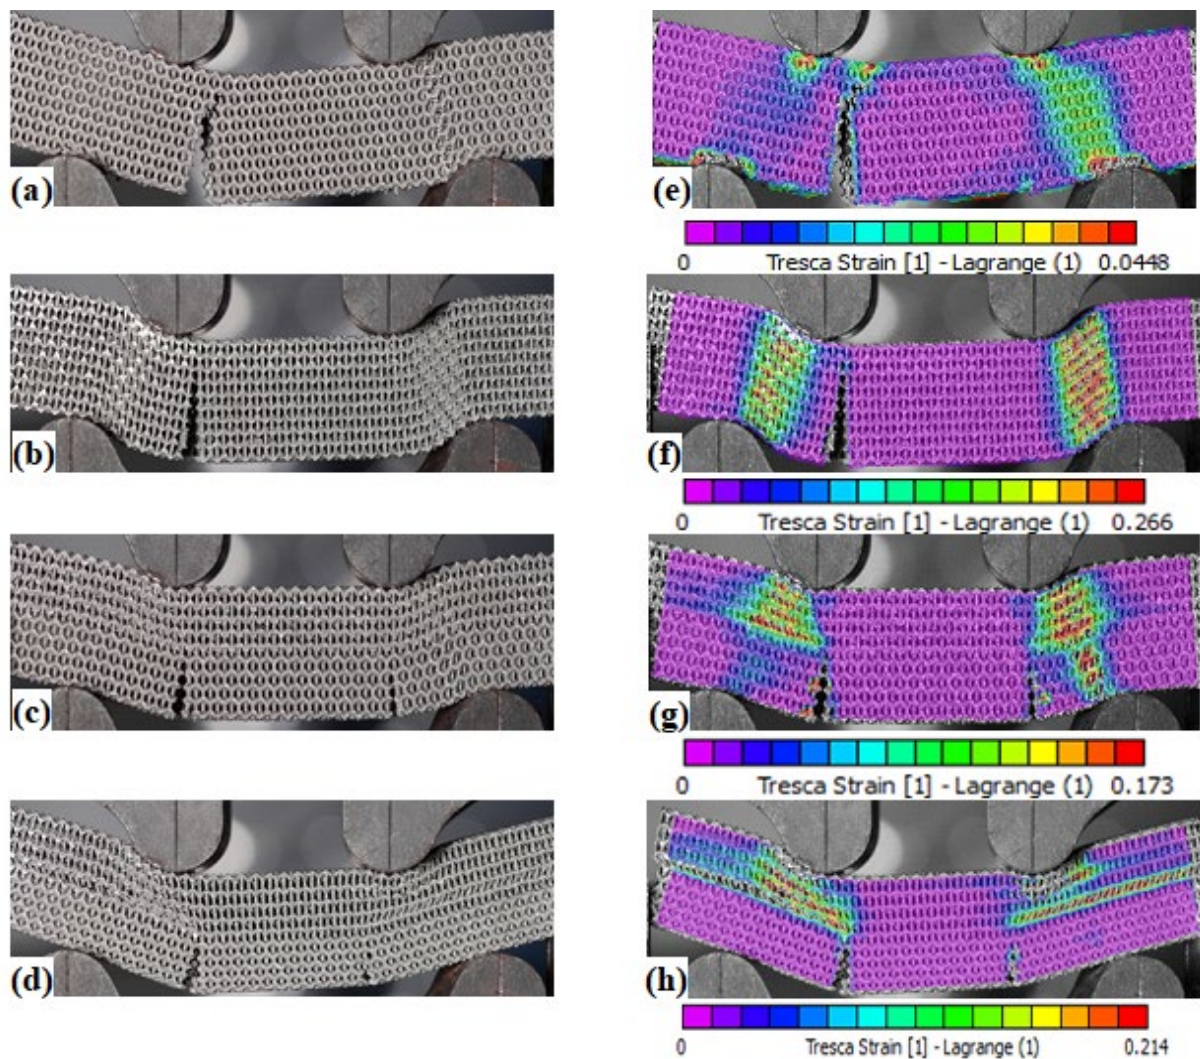 (a)
(e)
0 Tresca Strain [1] - Lagrange (1) 0.0448
(b)
(f)
0 Tresca Strain [1] - Lagrange (1) 0.266
(c)
(g)
0 Tresca Strain [1] - Lagrange (1) 0.173
(d)
(h)
0 Tresca Strain [1] - Lagrange (1) 0.214